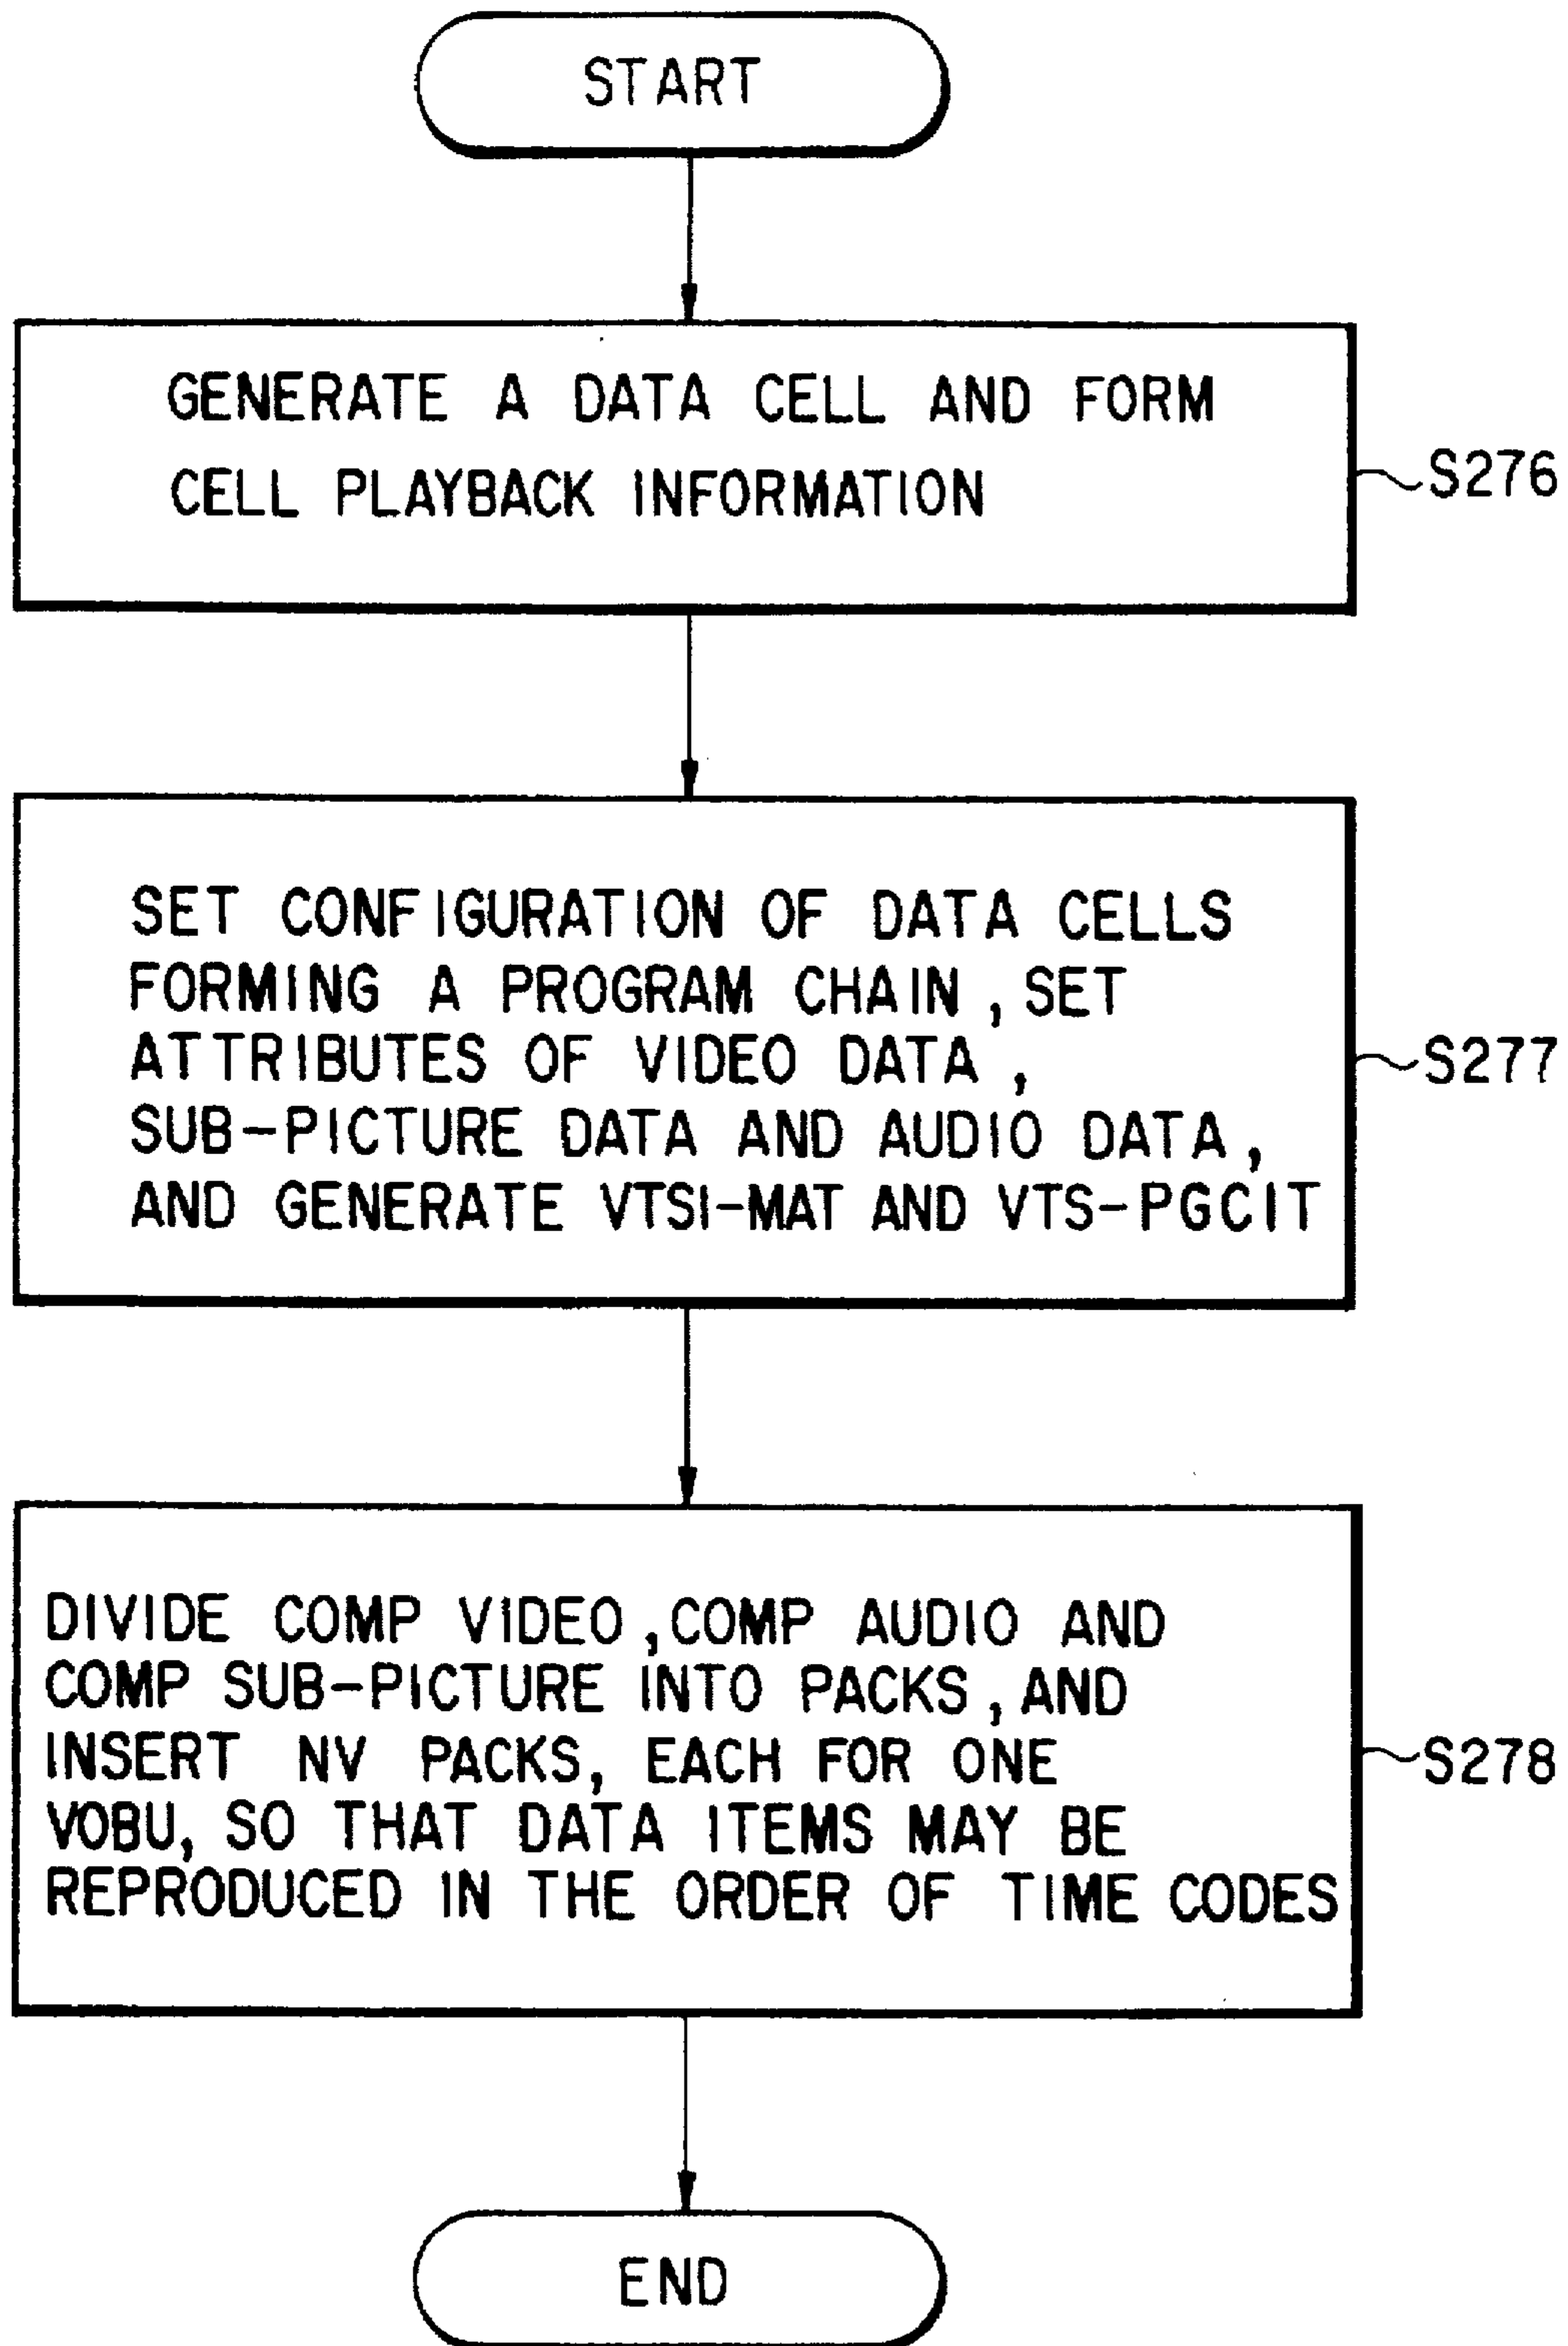 START
GENERATE A DATA CELL AND FORM
CELL PLAYBACK INFORMATION
S276
SET CONFIGURATION OF DATA CELLS
FORMING A PROGRAM CHAIN, SET
ATTRIBUTES OF VIDEO DATA,
SUB-PICTURE DATA AND AUDIO DATA,
AND GENERATE VTSI-MAT AND VTS-PGCIT
S277
DIVIDE COMP VIDEO, COMP AUDIO AND
COMP SUB-PICTURE INTO PACKS, AND
INSERT NV PACKS, EACH FOR ONE
VOBU, SO THAT DATA ITEMS MAY BE
REPRODUCED IN THE ORDER OF TIME CODES
S278
END